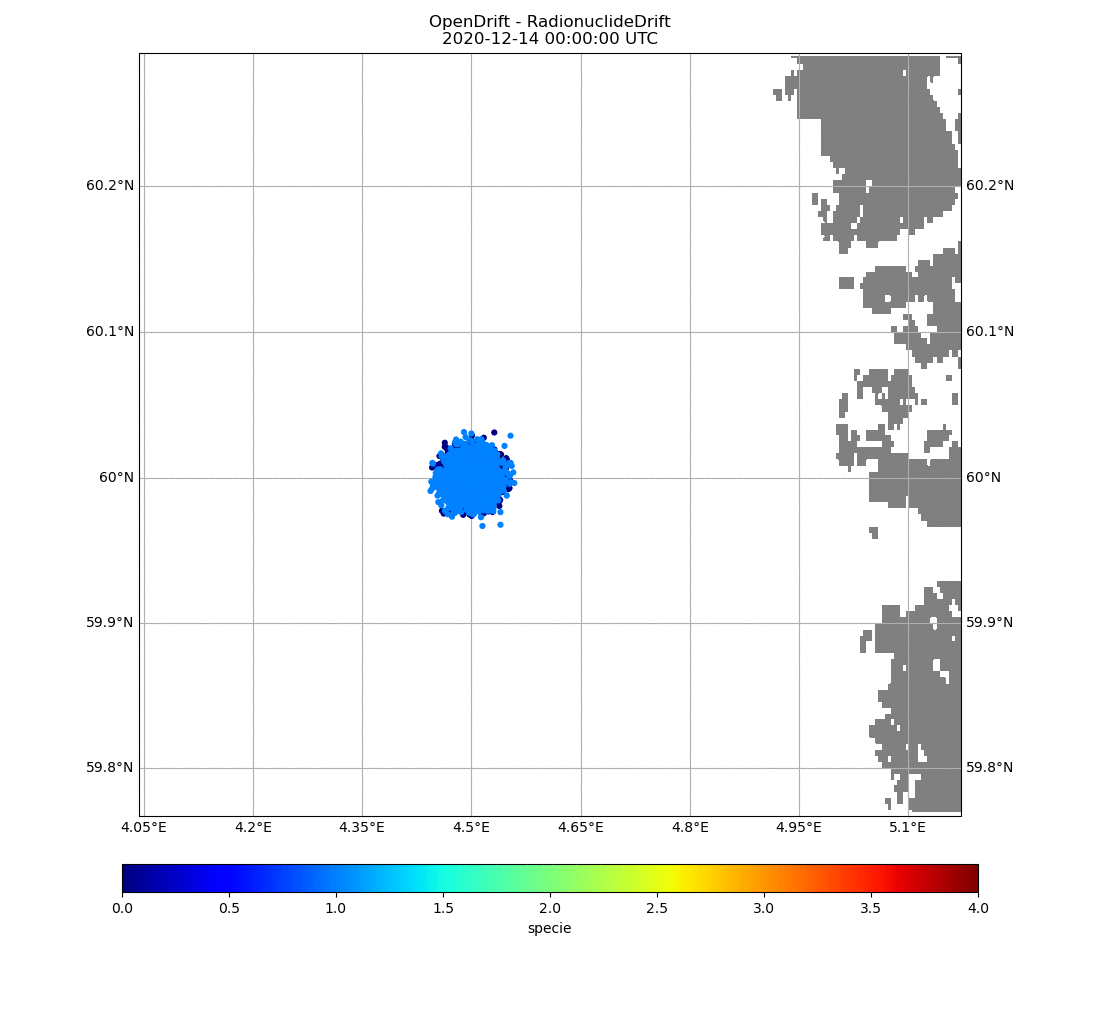 OpenDrift - RadionuclideDrift
2020-12-14 00:00:00 UTC
60.2°N 60.2°N
60.1°N 60.1°N
60°N 60°N
59.9°N 59.9°N
59.8°N 59.8°N
4.05°E 4.2°E 4.35°E 4.5°E 4.65°E 4.8°E 4.95°E 5.1°E
0.0 0.5 1.0 1.5 2.0 2.5 3.0 3.5 4.0
specie